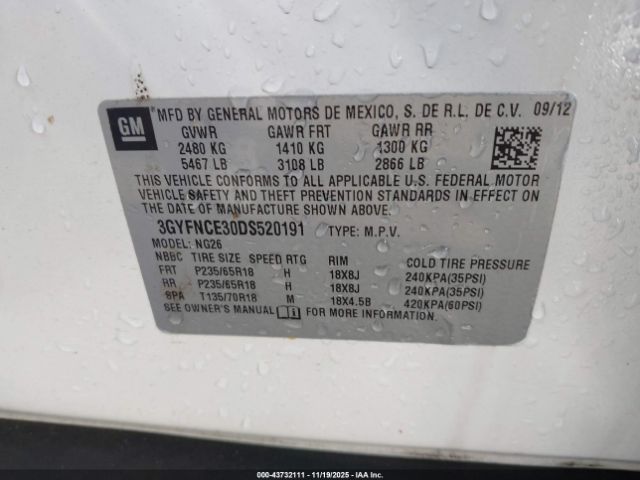 GM
MFD BY GENERAL MOTORS DE MEXICO, S. DE R.L. DE C.V. 09/12
GVWR GAWR FRT GAWR RR
2480 KG 1410 KG 1300 KG
5467 LB 3108 LB 2866 LB
THIS VEHICLE CONFORMS TO ALL APPLICABLE U.S. FEDERAL MOTOR
VEHICLE SAFETY AND THEFT PREVENTION STANDARDS IN EFFECT ON
THE DATE OF MANUFACTURE SHOWN ABOVE.
3GYFNCE30DS520191 TYPE: M.P.V.
MODEL: NG26
NBBC TIRE SIZE SPEED RTG RIM COLD TIRE PRESSURE
FRT P235/65R18 H 18X8J 240KPA(35PSI)
RR P235/65R18 H 18X8J 240KPA(35PSI)
SPA T135/70R18 M 18X4.5B 420KPA(60PSI)
SEE OWNER'S MANUAL FOR MORE INFORMATION.
000-43732111 - 11/19/2025 - IAAI.com